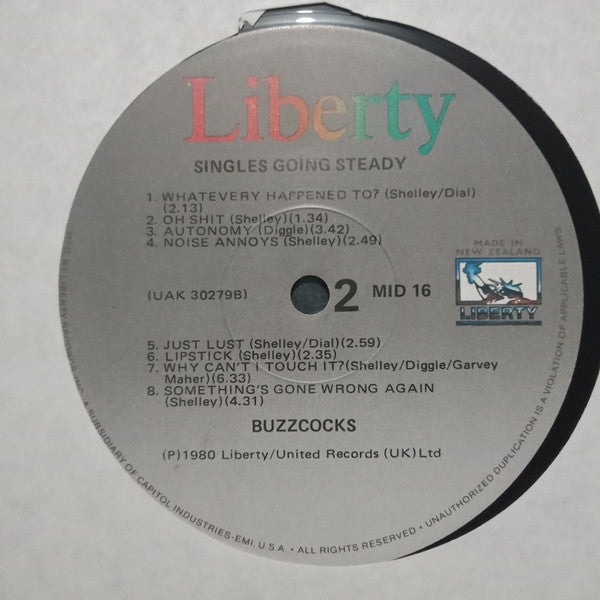 Liberty
SINGLES GOING STEADY
1. WHATEVERY HAPPENED TO? (Shelley/Dial)
(2.13)
2. OH SHIT (Shelley)(1.34)
3. AUTONOMY (Diggle)(3.42)
4. NOISE ANNOYS (Shelley)(2.49)
MADE IN
NEW ZEALAND
LIBERTY
(UAK 30279B)
2
MID 16
5. JUST LUST (Shelley/Dial)(2.59)
6. LIPSTICK (Shelley)(2.35)
7. WHY CAN'T I TOUCH IT?(Shelley/Diggle/Garvey
Maher)(6.33)
8. SOMETHING'S GONE WRONG AGAIN
(Shelley)(4.31)
BUZZCOCKS
(P)1980 Liberty/United Records (UK) Ltd
A SUBSIDIARY OF CAPITOL INDUSTRIES-EMI, U.S.A. • ALL RIGHTS RESERVED • UNAUTHORIZED DUPLICATION IS A VIOLATION OF APPLICABLE LAWS